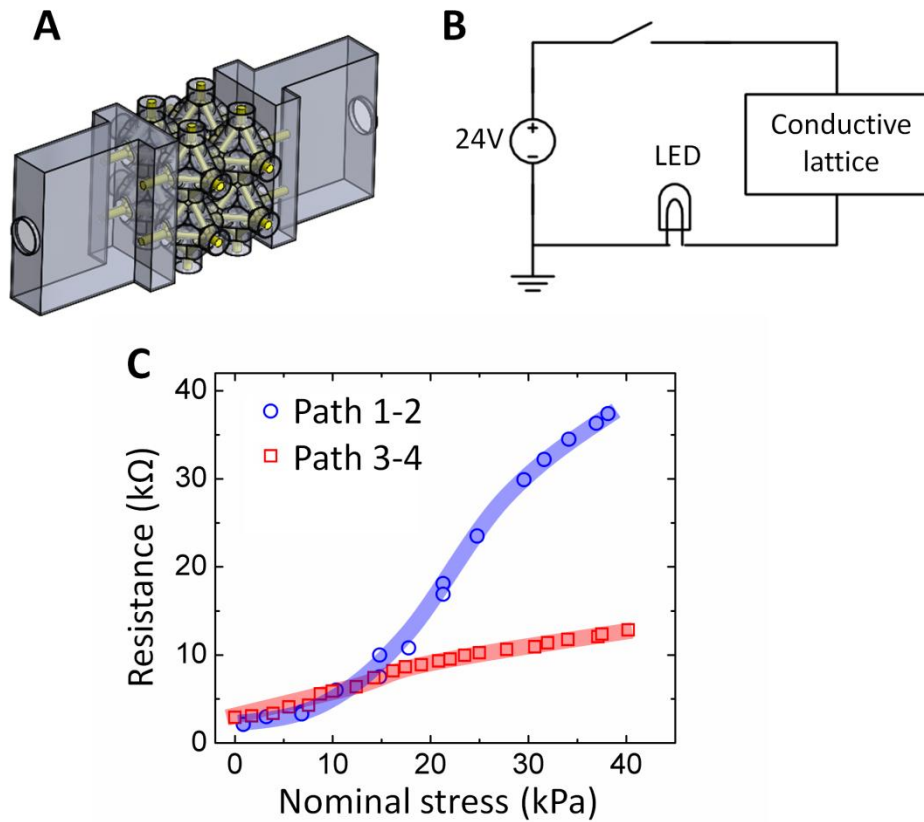 A
B
24V
+
−
LED
Conductive
lattice
C
Path 1-2
Path 3-4
Resistance (kΩ)
40
30
20
10
0
0 10 20 30 40
Nominal stress (kPa)